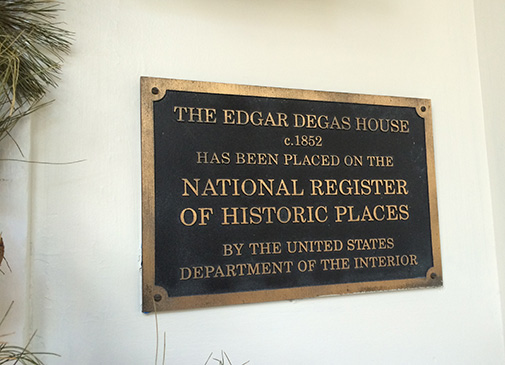 THE EDGAR DEGAS HOUSE
c.1852
HAS BEEN PLACED ON THE
NATIONAL REGISTER
OF HISTORIC PLACES
BY THE UNITED STATES
DEPARTMENT OF THE INTERIOR